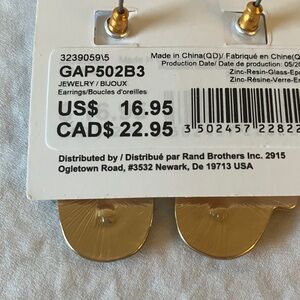 3239059\5
GAP502B3
JEWELRY / BIJOUX
Earrings/Boucles d'oreilles
US$ 16.95
CAD$ 22.95
Made in China(QD)/ Fabriqué en Chine(Q
Production Date/ Date de production: 05/20
Zinc-Resin-Glass-Ep
Zinc-Résine-Verre-E
3 502457 22822
Distributed by / Distribué par Rand Brothers Inc. 2915
Ogletown Road, #3532 Newark, De 19713 USA